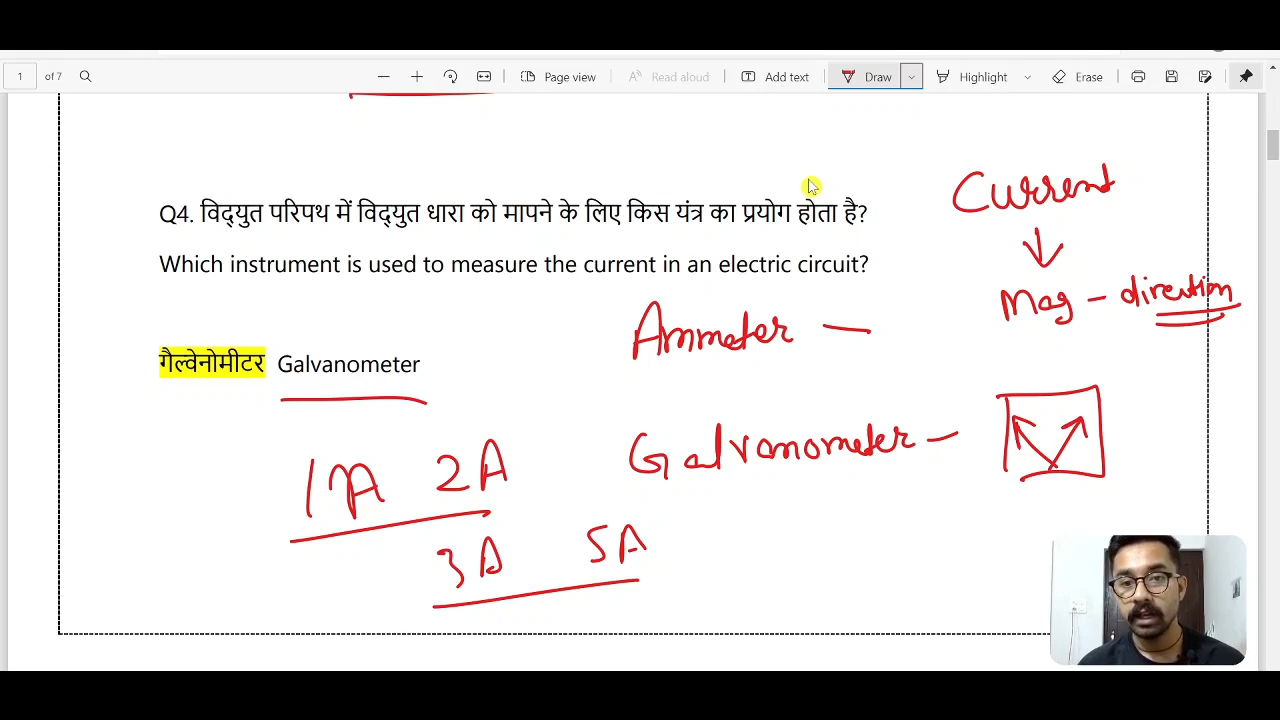 1 of 7 Page view Read aloud Add text Draw Highlight Erase
Q4. विद्युत परिपथ में विद्युत धारा को मापने के लिए किस यंत्र का प्रयोग होता है?
Which instrument is used to measure the current in an electric circuit?
Current
Mag - direction
Ammeter -
गैल्वेनोमीटर Galvanometer
Galvanometer -
1A 2A
3A 5A